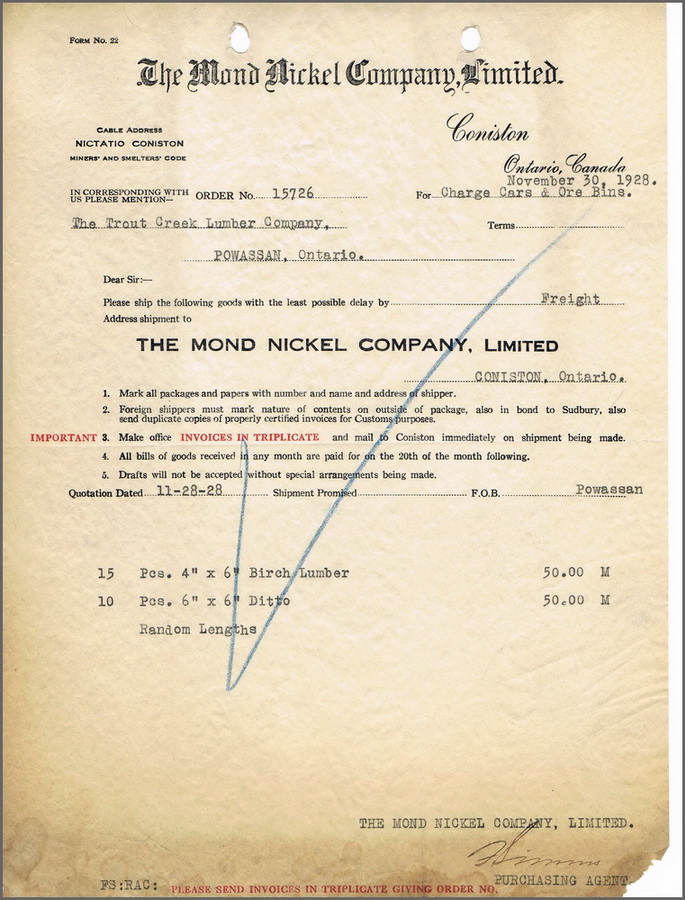 FORM No. 22
The Mond Nickel Company, Limited.
CABLE ADDRESS
NICTATIO CONISTON
MINERS' AND SMELTERS' CODE
Coniston
Ontario, Canada
November 30, 1928.
IN CORRESPONDING WITH
US PLEASE MENTION—
ORDER No. 15726 For Charge Cars & Ore Bins.
The Trout Creek Lumber Company, Terms
POWASSAN, Ontario.
Dear Sir:—
Please ship the following goods with the least possible delay by Freight
Address shipment to
THE MOND NICKEL COMPANY, LIMITED
CONISTON, Ontario.
1. Mark all packages and papers with number and name and address of shipper.
2. Foreign shippers must mark nature of contents on outside of package, also in bond to Sudbury, also
send duplicate copies of properly certified invoices for Customs purposes.
IMPORTANT 3. Make office INVOICES IN TRIPLICATE and mail to Coniston immediately on shipment being made.
4. All bills of goods received in any month are paid for on the 20th of the month following.
5. Drafts will not be accepted without special arrangements being made.
Quotation Dated 11-28-28 Shipment Promised F.O.B. Powassan
15 Pcs. 4" x 6" Birch Lumber 50.00 M
10 Pcs. 6" x 6" Ditto 50.00 M
Random Lengths
THE MOND NICKEL COMPANY, LIMITED.
PURCHASING AGENT.
FS:RAC: PLEASE SEND INVOICES IN TRIPLICATE GIVING ORDER NO.